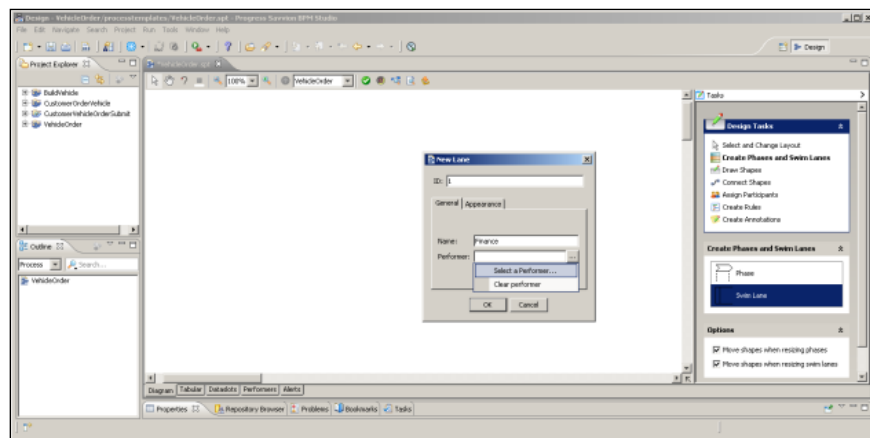 Design - VehicleOrder/processtemplates/VehicleOrder.spt - Progress Savvion BPM Studio
File Edit Navigate Search Project Run Tools Window Help
Design
Project Explorer
VehicleOrder.spt
100%
VehicleOrder
BuildVehicle
CustomerOrderVehicle
CustomerVehicleOrderSubmit
VehicleOrder
Outline
Process
Search...
VehicleOrder
New Lane
ID: 1
General
Appearance
Name: Finance
Performer:
...
Select a Performer...
Clear performer
OK
Cancel
Tasks
Design Tasks
Select and Change Layout
Create Phases and Swim Lanes
Draw Shapes
Connect Shapes
Assign Participants
Create Rules
Create Annotations
Create Phases and Swim Lanes
Phase
Swim Lane
Options
Move shapes when resizing phases
Move shapes when resizing swim lanes
Diagram
Tabular
Dataslots
Performers
Alerts
Properties
Repository Browser
Problems
Bookmarks
Tasks